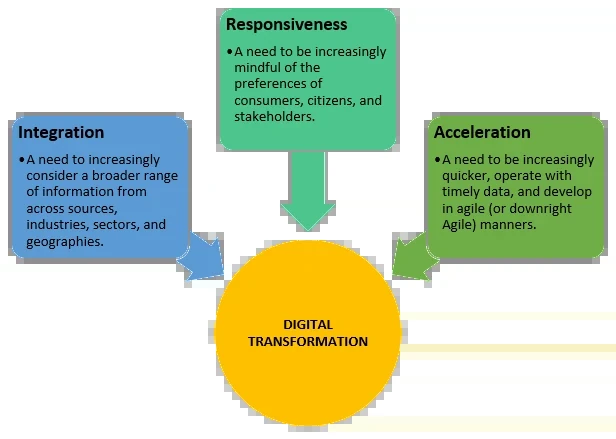 Responsiveness
•A need to be increasingly
mindful of the
preferences of
consumers, citizens, and
stakeholders.
Integration
•A need to increasingly
consider a broader range
of information from
across sources,
industries, sectors, and
geographies.
Acceleration
•A need to be increasingly
quicker, operate with
timely data, and develop
in agile (or downright
Agile) manners.
DIGITAL
TRANSFORMATION